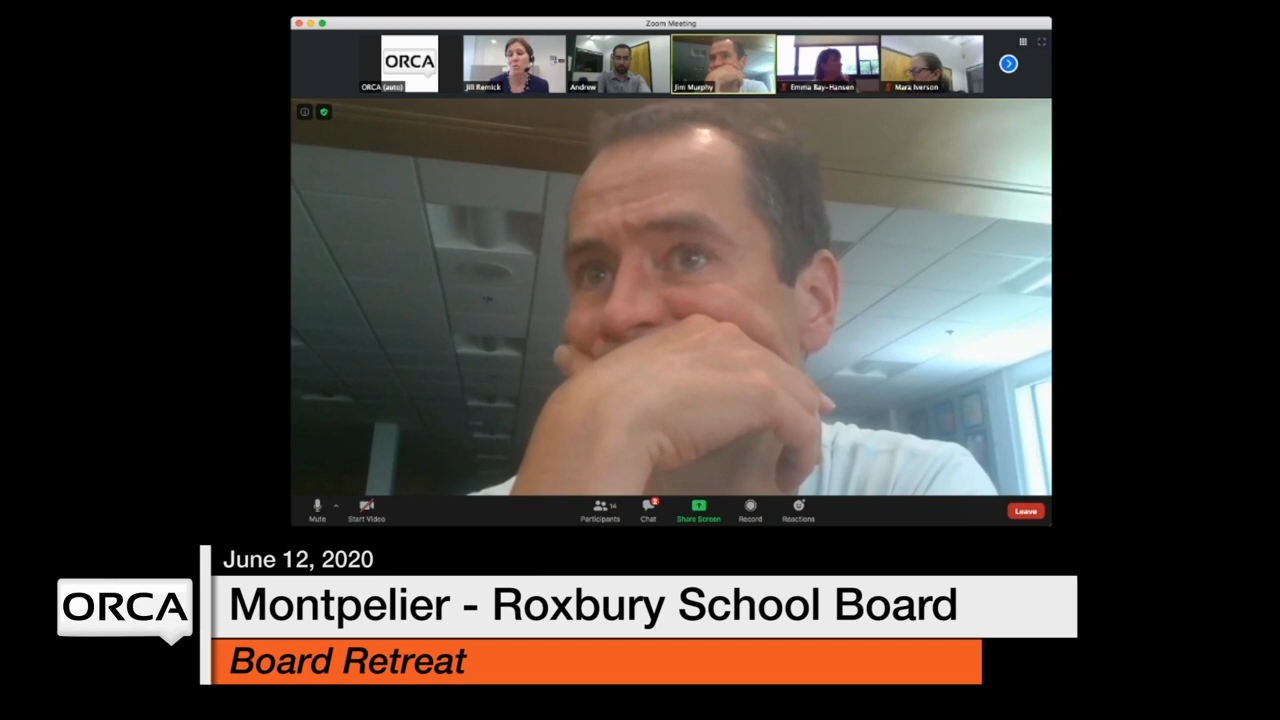 Zoom Meeting
ORCA
ORCA (auto)
Jill Remick
Andrew
Jim Murphy
Emma Bay-Hansen
Mara Iverson
Mute
Start Video
Participants
14
Chat
2
Share Screen
Record
Reactions
Leave
June 12, 2020
ORCA
Montpelier - Roxbury School Board
Board Retreat